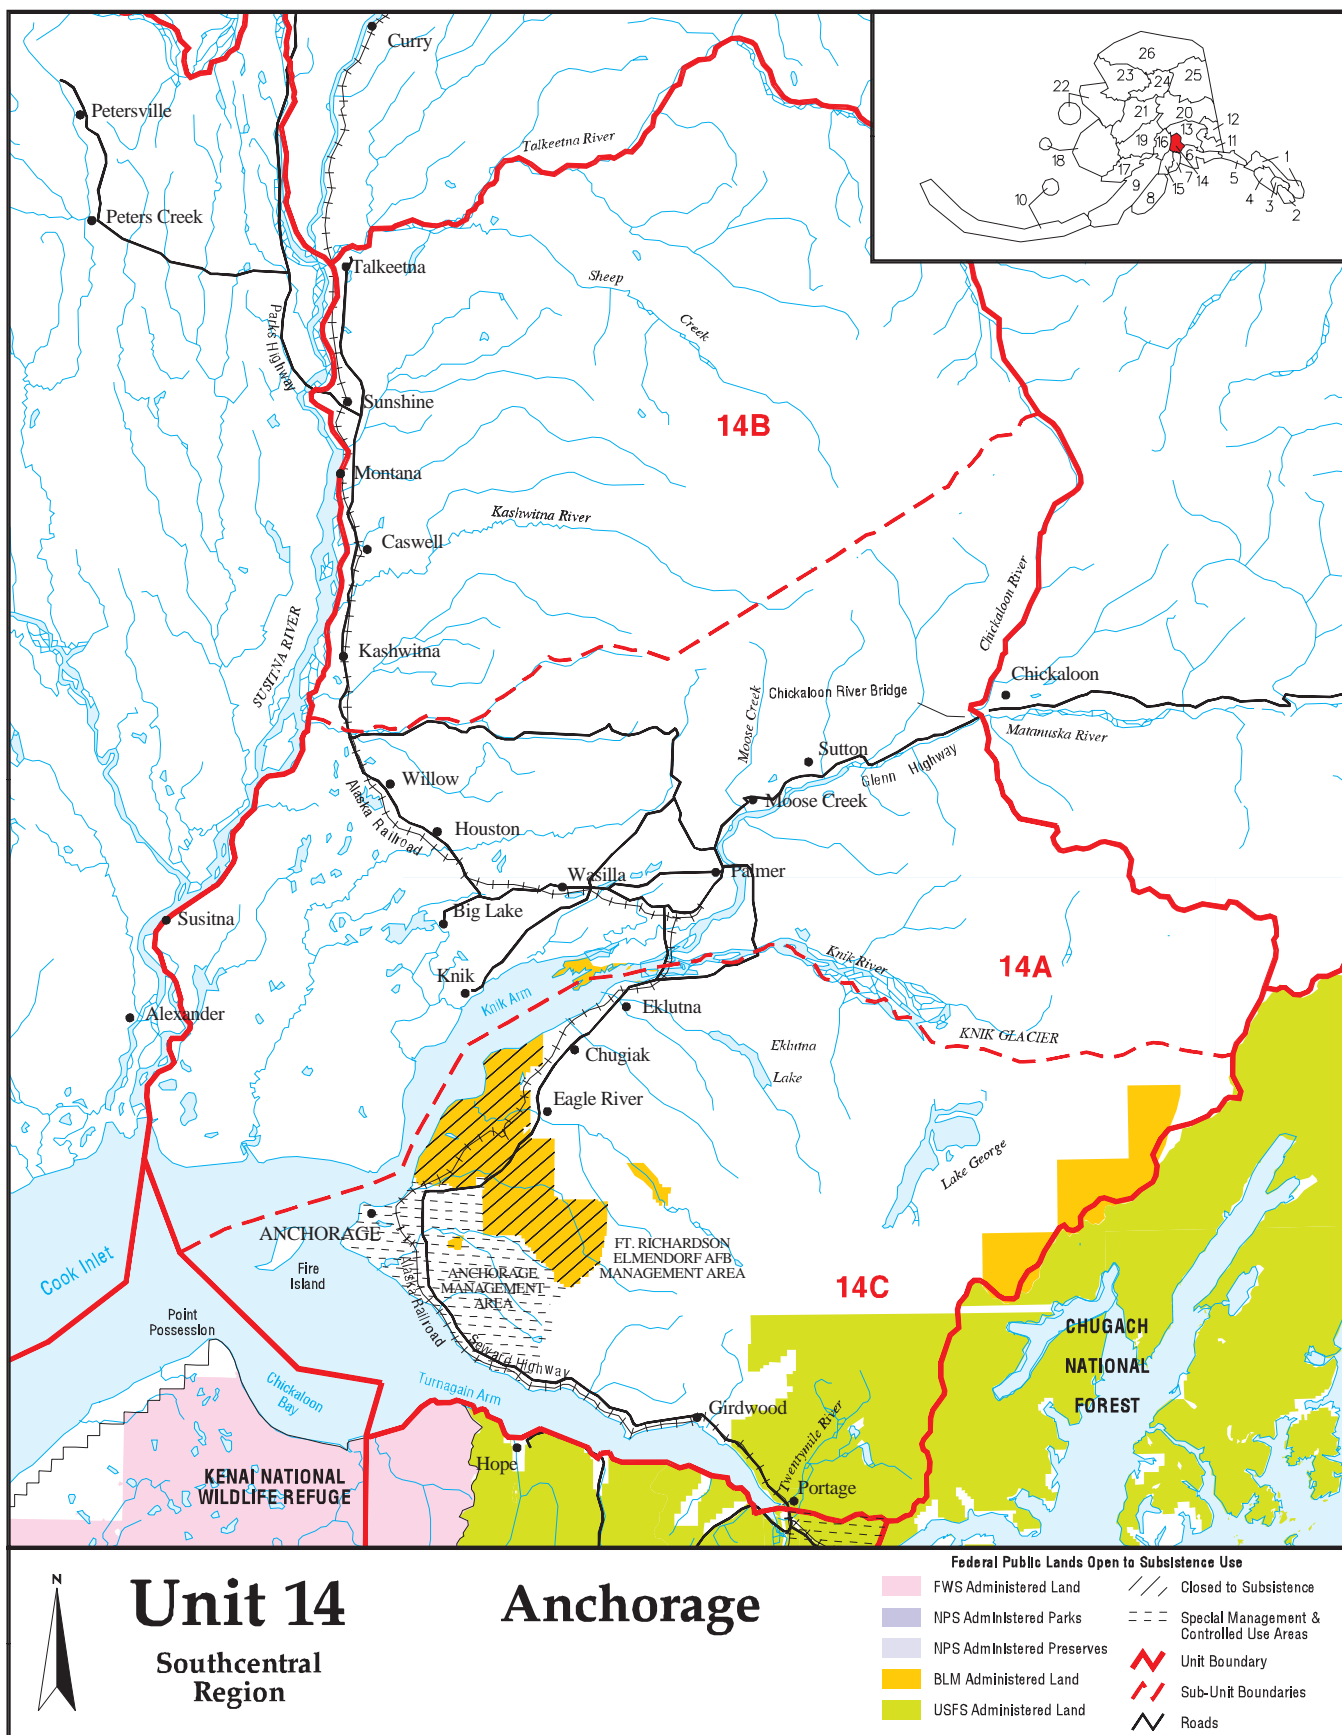 Curry
Petersville
Talkeetna River
Peters Creek
Talkeetna
Sheep
Creek
Parks Highway
Sunshine
14B
Montana
Kashwitna River
Caswell
SUSITNA RIVER
Kashwitna
Chickaloon River
Chickaloon
Chickaloon River Bridge
Moose Creek
Matanuska River
Sutton
Glenn Highway
Willow
Moose Creek
Alaska Railroad
Houston
Wasilla
Palmer
Big Lake
Susitna
Knik
Knik River
14A
Knik Arm
Eklutna
Alexander
KNIK GLACIER
Eklutna
Lake
Chugiak
Eagle River
Lake George
ANCHORAGE
Fire
Island
Cook Inlet
FT. RICHARDSON
ELMENDORF AFB
MANAGEMENT AREA
ANCHORAGE
MANAGEMENT
AREA
Alaska Railroad
14C
Point
Possession
Seward Highway
CHUGACH
NATIONAL
FOREST
Chickaloon
Bay
Turnagain Arm
Girdwood
Twentymile River
Hope
KENAI NATIONAL
WILDLIFE REFUGE
Portage
26
23
24
25
22
21
20
12
13
19
16
11
18
6
1
17
7
14
5
9
15
10
8
4
3
2
N
Unit 14
Southcentral
Region
Anchorage
Federal Public Lands Open to Subsistence Use
FWS Administered Land
NPS Administered Parks
NPS Administered Preserves
BLM Administered Land
USFS Administered Land
Closed to Subsistence
Special Management &
Controlled Use Areas
Unit Boundary
Sub-Unit Boundaries
Roads